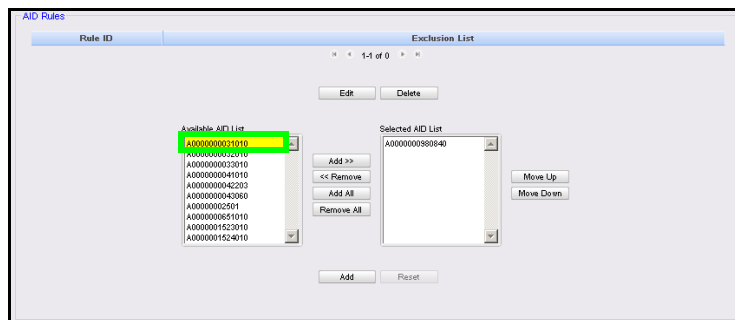 AID Rules
Rule ID Exclusion List
1-1 of 0
Edit Delete
Available AID List Selected AID List
A0000000031010 A0000000980840
A0000000032010
A0000000033010
A0000000041010
A0000000042203
A0000000043060
A00000002501
A0000000651010
A0000001523010
A0000001524010
Add >>
<< Remove
Add All
Remove All
Move Up
Move Down
Add Reset